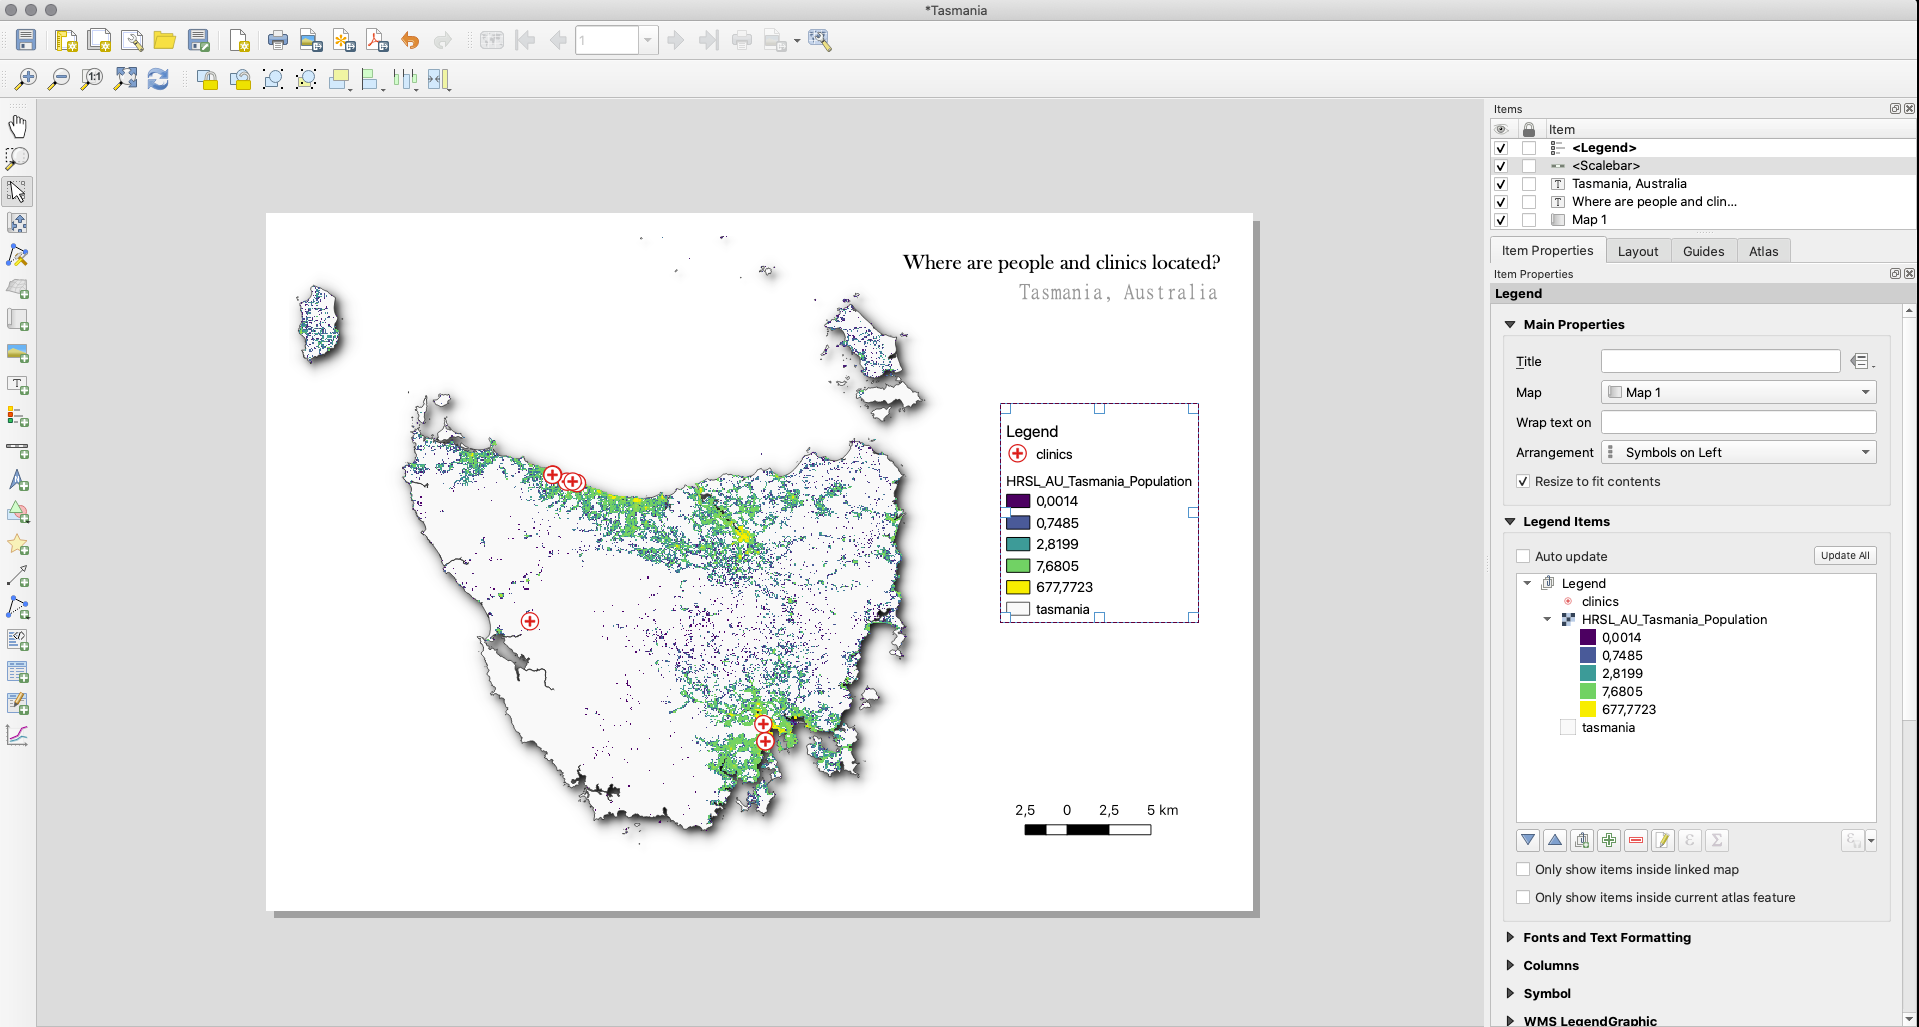 *Tasmania
1
1:1
Items
Item
<Legend>
<Scalebar>
Tasmania, Australia
Where are people and clin...
Map 1
Item Properties
Layout
Guides
Atlas
Item Properties
Legend
Main Properties
Title
Map
Map 1
Wrap text on
Arrangement
Symbols on Left
Resize to fit contents
Legend Items
Auto update
Update All
Legend
clinics
HRSL_AU_Tasmania_Population
0,0014
0,7485
2,8199
7,6805
677,7723
tasmania
Only show items inside linked map
Only show items inside current atlas feature
Fonts and Text Formatting
Columns
Symbol
WMS LegendGraphic
Where are people and clinics located?
Tasmania, Australia
Legend
clinics
HRSL_AU_Tasmania_Population
0,0014
0,7485
2,8199
7,6805
677,7723
tasmania
2,5 0 2,5 5 km